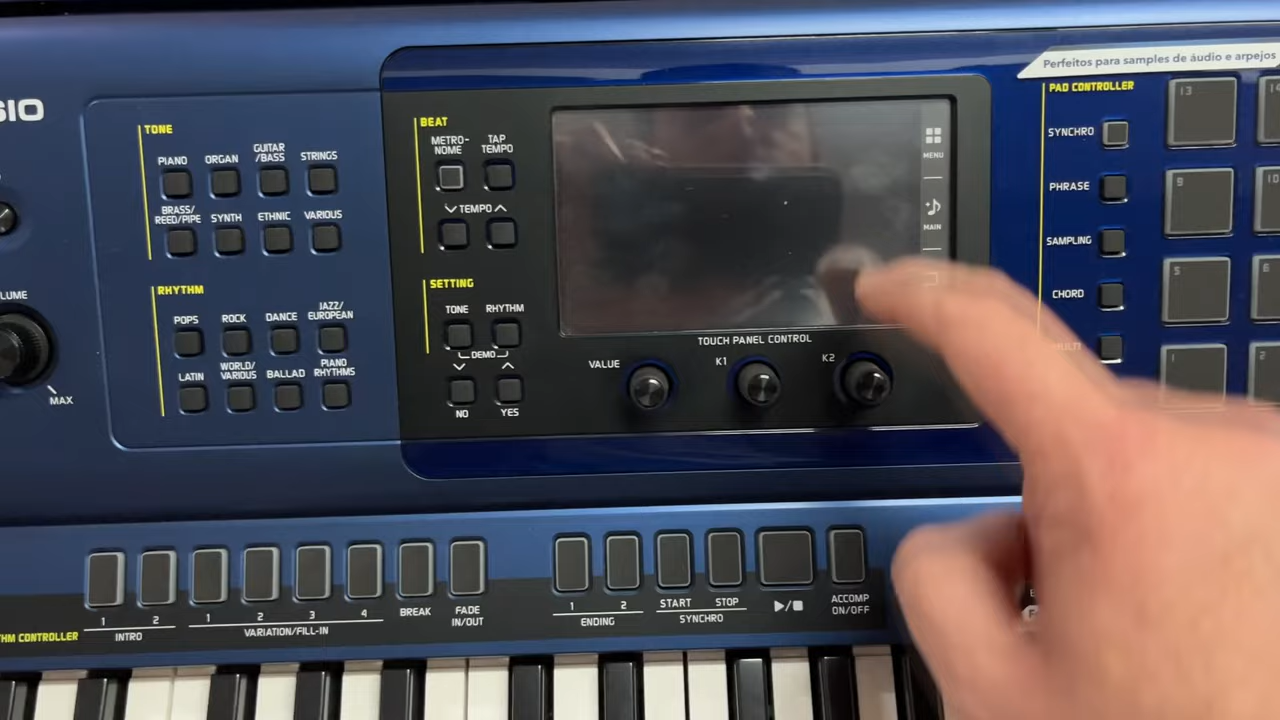 Perfeitos para samples de áudio e arpejos
SIO
TONE
PIANO
ORGAN
GUITAR
/BASS
STRINGS
BRASS/
REED/PIPE
SYNTH
ETHNIC
VARIOUS
RHYTHM
POPS
ROCK
DANCE
JAZZ/
EUROPEAN
LATIN
WORLD/
VARIOUS
BALLAD
PIANO
RHYTHMS
LUME
MAX
BEAT
METRO-
NOME
TAP
TEMPO
TEMPO
SETTING
TONE
RHYTHM
DEMO
NO
YES
MENU
MAIN
TOUCH PANEL CONTROL
VALUE
K1
K2
PAD CONTROLLER
SYNCHRO
PHRASE
SAMPLING
CHORD
13
14
9
10
5
6
1
2
1
2
INTRO
1
2
3
4
VARIATION/FILL-IN
BREAK
FADE
IN/OUT
1
2
ENDING
START
STOP
SYNCHRO
▶/■
ACCOMP
ON/OFF
HM CONTROLLER